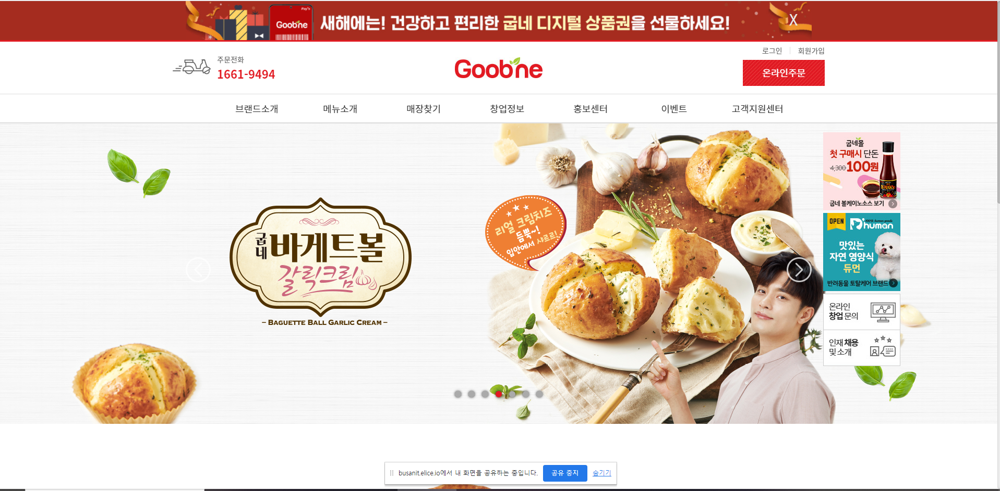 Pay's
Goobne
새해에는! 건강하고 편리한 굽네 디지털 상품권을 선물하세요!
X
로그인
회원가입
주문전화
1661-9494
Goobne
온라인주문
브랜드소개
메뉴소개
매장찾기
창업정보
홍보센터
이벤트
고객지원센터
굽네
바게트볼
갈릭크림
– BAGUETTE BALL GARLIC CREAM –
리얼 크림치즈
듬뿍~!
입안에서 샤르르!
굽네몰
첫 구매시 단돈
4,300 100원
볼케이노
굽네 볼케이노소스 보기
OPEN
100% human grade
D'human
맛있는
자연 영양식
듀먼
반려동물 토탈케어 브랜드
온라인
창업 문의
인재 채용
및 소개
busanit.elice.io에서 내 화면을 공유하는 중입니다.
공유 중지
숨기기